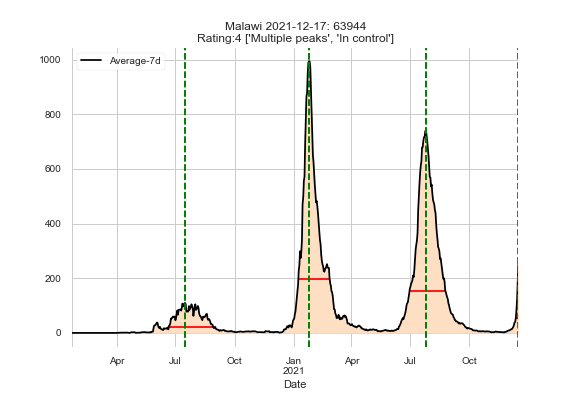 Malawi 2021-12-17: 63944
Rating:4 ['Multiple peaks', 'In control']
Average-7d
1000
800
600
400
200
0
Apr
Jul
Oct
Jan
2021
Apr
Jul
Oct
Date